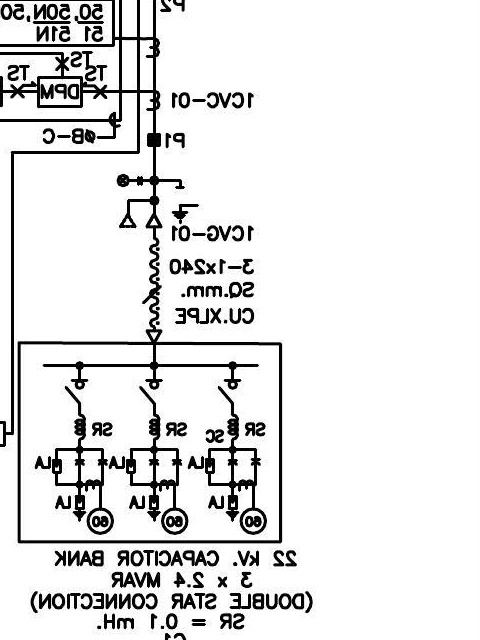 P2
50, 50N, 50
51 51N
TS
TS
TS
DPM
1CVC-01
ØB-C
P1
1CVG-01
3-1x240
SQ.mm.
CU.XLPE
SR
SR
SR
SC
LA
LA
LA
LA
LA
LA
60
60
60
22 kV. CAPACITOR BANK
3 x 2.4 MVAR
(DOUBLE STAR CONNECTION)
SR = 0.1 mH.